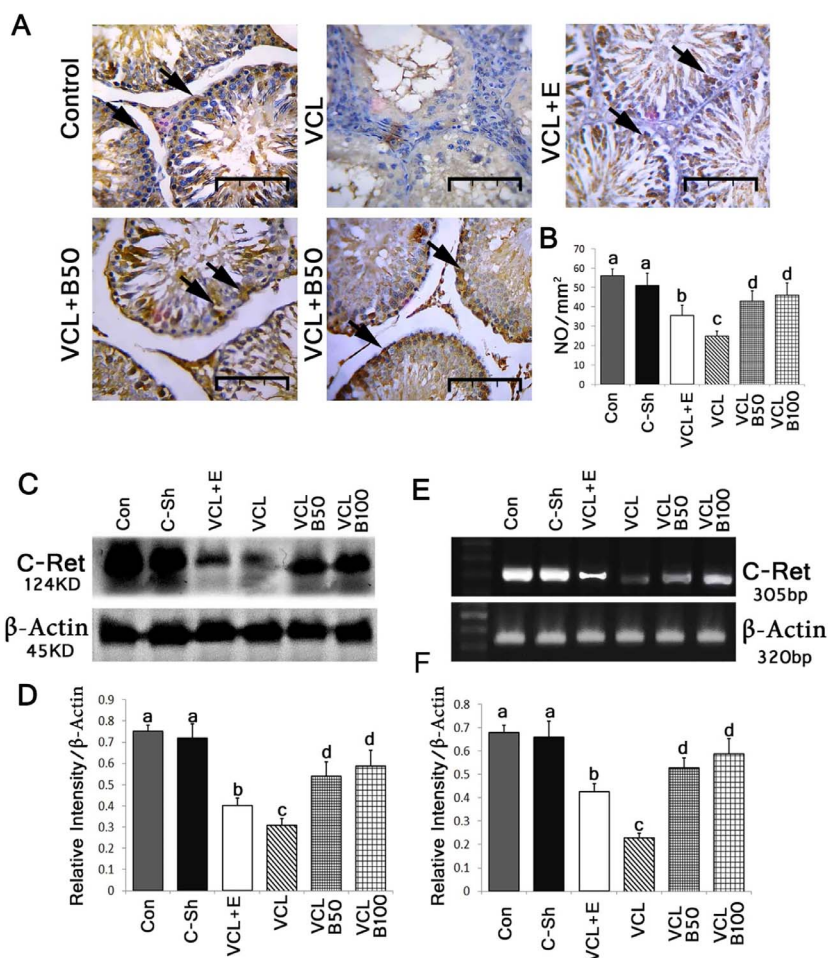 A
Control
VCL
VCL+E
VCL+B50
VCL+B50
B
NO/mm²
70
60
50
40
30
20
10
0
a
a
b
c
d
d
Con
C-Sh
VCL+E
VCL
VCL B50
VCL B100
C
Con
C-Sh
VCL+E
VCL
VCL B50
VCL B100
C-Ret
124KD
β-Actin
45KD
E
Con
C-Sh
VCL+E
VCL
VCL B50
VCL B100
C-Ret
305bp
β-Actin
320bp
D
Relative Intensity/β-Actin
0.9
0.8
0.7
0.6
0.5
0.4
0.3
0.2
0.1
0
a
a
b
c
d
d
Con
C-Sh
VCL+E
VCL
VCL B50
VCL B100
F
Relative Intensity/β-Actin
0.8
0.7
0.6
0.5
0.4
0.3
0.2
0.1
0
a
a
b
c
d
d
Con
C-Sh
VCL+E
VCL
VCL B50
VCL B100